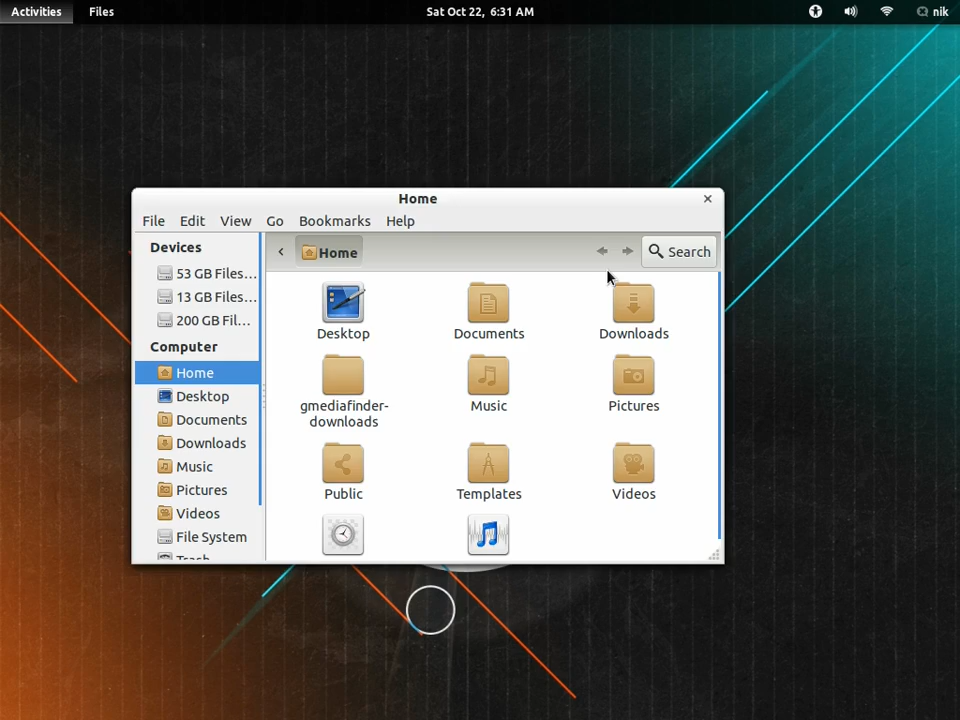 Activities Files Sat Oct 22, 6:31 AM nik
Home
File Edit View Go Bookmarks Help
Devices
53 GB Files...
13 GB Files...
200 GB Fil...
Computer
Home
Desktop
Documents
Downloads
Music
Pictures
Videos
File System
Trash
Home Search
Desktop Documents Downloads
gmediafinder-
downloads
Music Pictures
Public Templates Videos